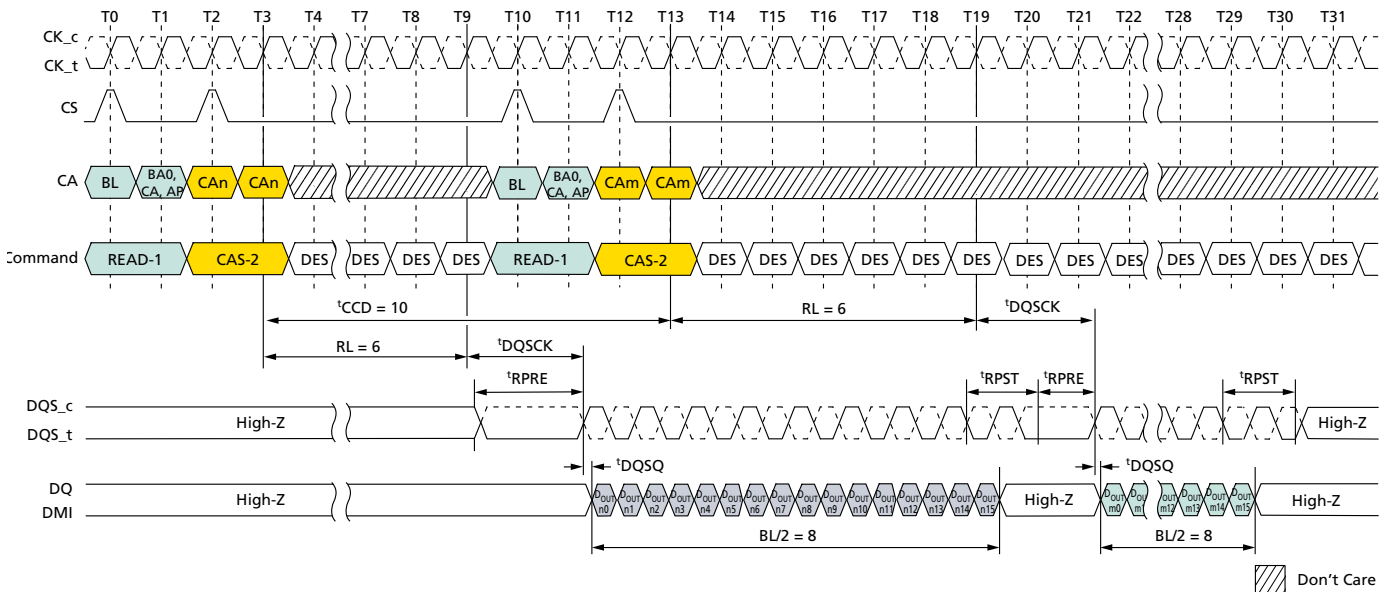 T0 T1 T2 T3 T4 T7 T8 T9 T10 T11 T12 T13 T14 T15 T16 T17 T18 T19 T20 T21 T22 T28 T29 T30 T31
CK_c
CK_t
CS
CA BL BA0, CA, AP CAn CAn BL BA0, CA, AP CAm CAm
Command READ-1 CAS-2 DES DES DES DES READ-1 CAS-2 DES DES DES DES DES DES DES DES DES DES DES DES DES
tCCD = 10 RL = 6 tDQSCK
RL = 6 tDQSCK
tRPRE tRPST tRPRE tRPST
DQS_c
DQS_t
High-Z High-Z
tDQSQ tDQSQ
DQ
DMI
High-Z DOUT n0 DOUT n1 DOUT n2 DOUT n3 DOUT n4 DOUT n5 DOUT n6 DOUT n7 DOUT n8 DOUT n9 DOUT n10 DOUT n11 DOUT n12 DOUT n13 DOUT n14 DOUT n15 High-Z DOUT m0 DOUT m1 DOUT m12 DOUT m13 DOUT m14 DOUT m15 High-Z
BL/2 = 8 BL/2 = 8
Don't Care